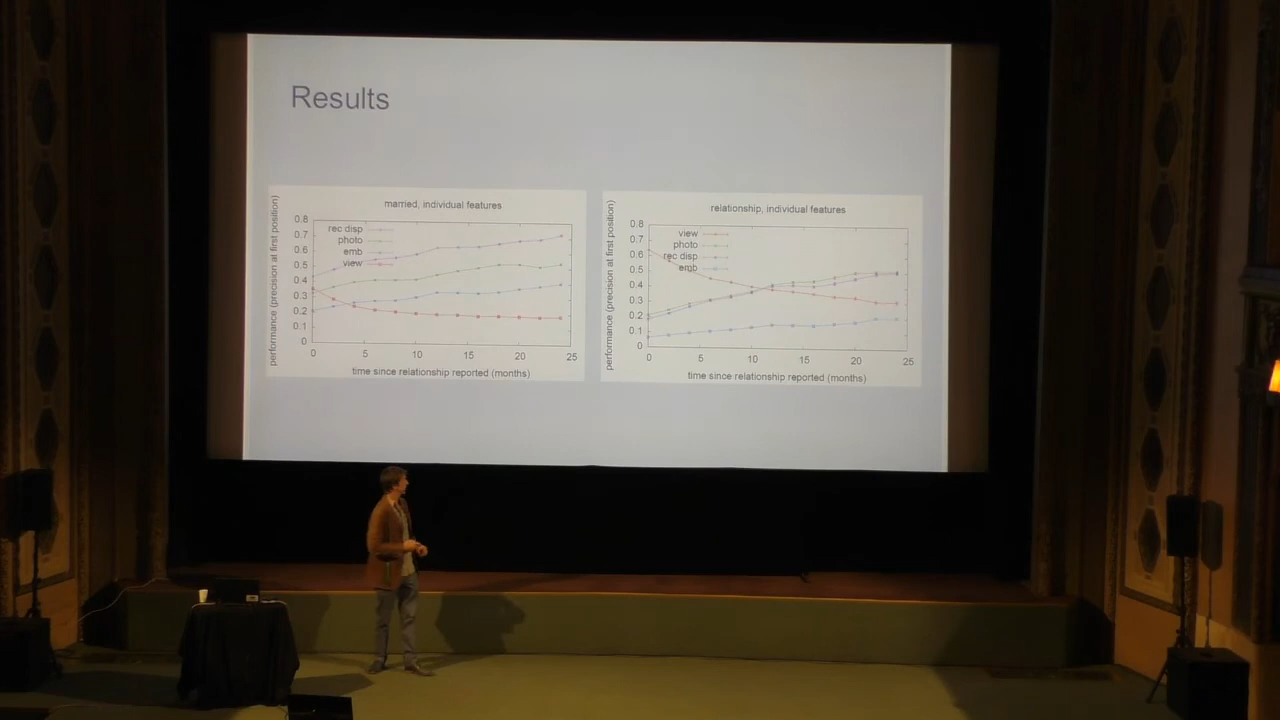 Results
married, individual features
performance (precision at first position)
0.8
0.7
0.6
0.5
0.4
0.3
0.2
0.1
0
rec disp
photo
emb
view
0 5 10 15 20 25
time since relationship reported (months)
relationship, individual features
performance (precision at first position)
0.8
0.7
0.6
0.5
0.4
0.3
0.2
0.1
0
view
photo
rec disp
emb
0 5 10 15 20 25
time since relationship reported (months)